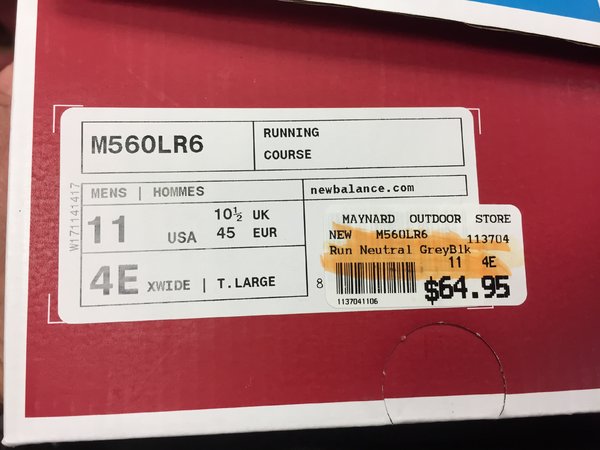 M560LR6
RUNNING
COURSE
MENS | HOMMES
newbalance.com
11
USA
10½ UK
45 EUR
4E XWIDE | T.LARGE
W171141417
8
MAYNARD OUTDOOR STORE
NEW M560LR6 113704
Run Neutral GreyBlk
11 4E
1137041106
$64.95